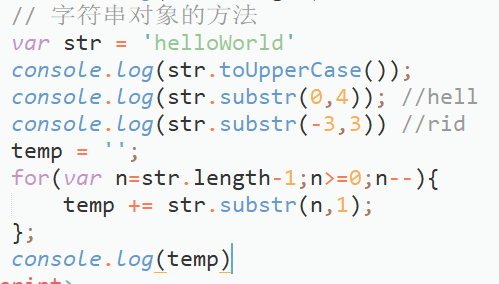 // 字符串对象的方法
var str = 'helloWorld'
console.log(str.toUpperCase());
console.log(str.substr(0,4)); //hell
console.log(str.substr(-3,3)) //rid
temp = '';
for(var n=str.length-1;n>=0;n--){
    temp += str.substr(n,1);
};
console.log(temp)